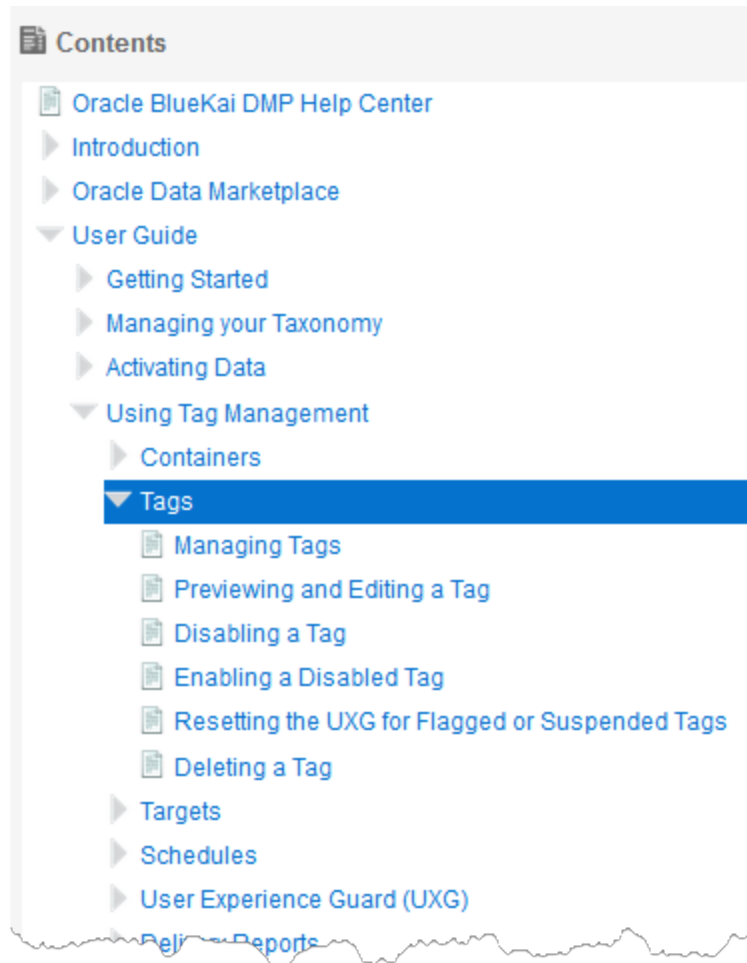 Contents
Oracle BlueKai DMP Help Center
Introduction
Oracle Data Marketplace
User Guide
Getting Started
Managing your Taxonomy
Activating Data
Using Tag Management
Containers
Tags
Managing Tags
Previewing and Editing a Tag
Disabling a Tag
Enabling a Disabled Tag
Resetting the UXG for Flagged or Suspended Tags
Deleting a Tag
Targets
Schedules
User Experience Guard (UXG)
Delivery Reports